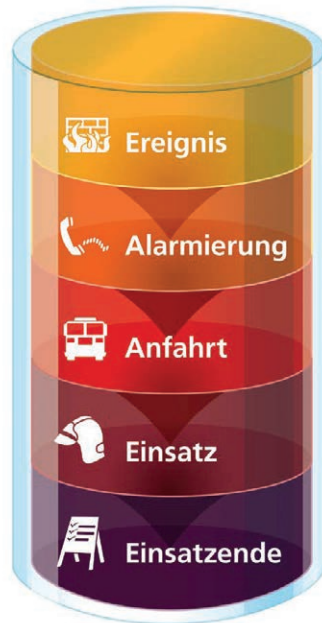 Ereignis
Alarmierung
Anfahrt
Einsatz
Einsatzende